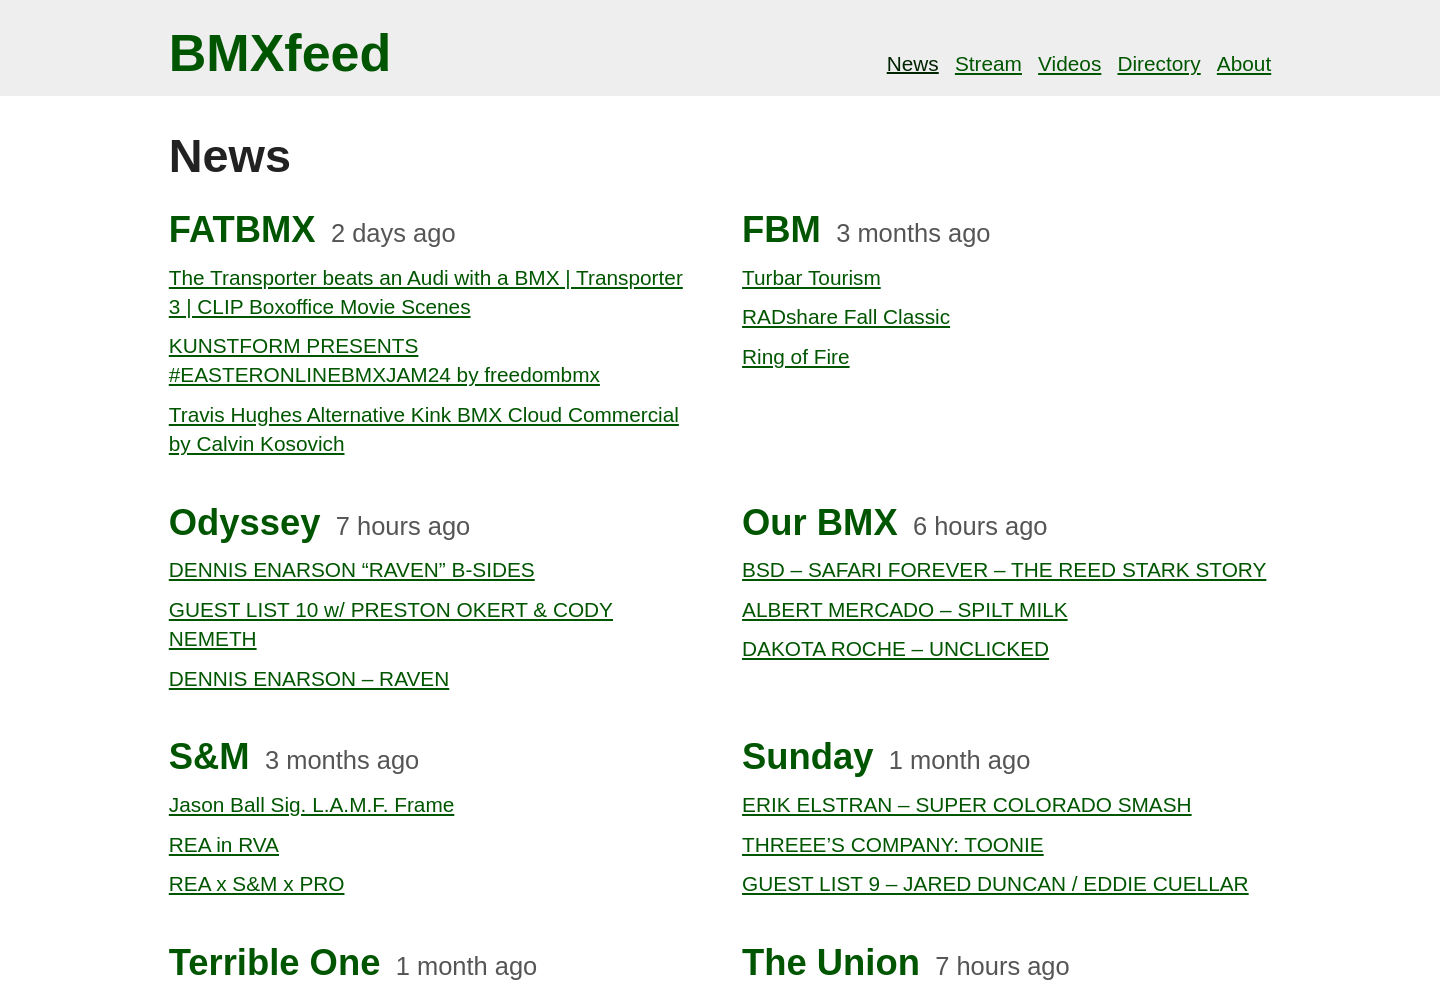 BMXfeed
News Stream Videos Directory About
News
FATBMX 2 days ago
The Transporter beats an Audi with a BMX | Transporter
3 | CLIP Boxoffice Movie Scenes
KUNSTFORM PRESENTS
#EASTERONLINEBMXJAM24 by freedombmx
Travis Hughes Alternative Kink BMX Cloud Commercial
by Calvin Kosovich
FBM 3 months ago
Turbar Tourism
RADshare Fall Classic
Ring of Fire
Odyssey 7 hours ago
DENNIS ENARSON “RAVEN” B-SIDES
GUEST LIST 10 w/ PRESTON OKERT & CODY
NEMETH
DENNIS ENARSON – RAVEN
Our BMX 6 hours ago
BSD – SAFARI FOREVER – THE REED STARK STORY
ALBERT MERCADO – SPILT MILK
DAKOTA ROCHE – UNCLICKED
S&M 3 months ago
Jason Ball Sig. L.A.M.F. Frame
REA in RVA
REA x S&M x PRO
Sunday 1 month ago
ERIK ELSTRAN – SUPER COLORADO SMASH
THREEE’S COMPANY: TOONIE
GUEST LIST 9 – JARED DUNCAN / EDDIE CUELLAR
Terrible One 1 month ago
The Union 7 hours ago